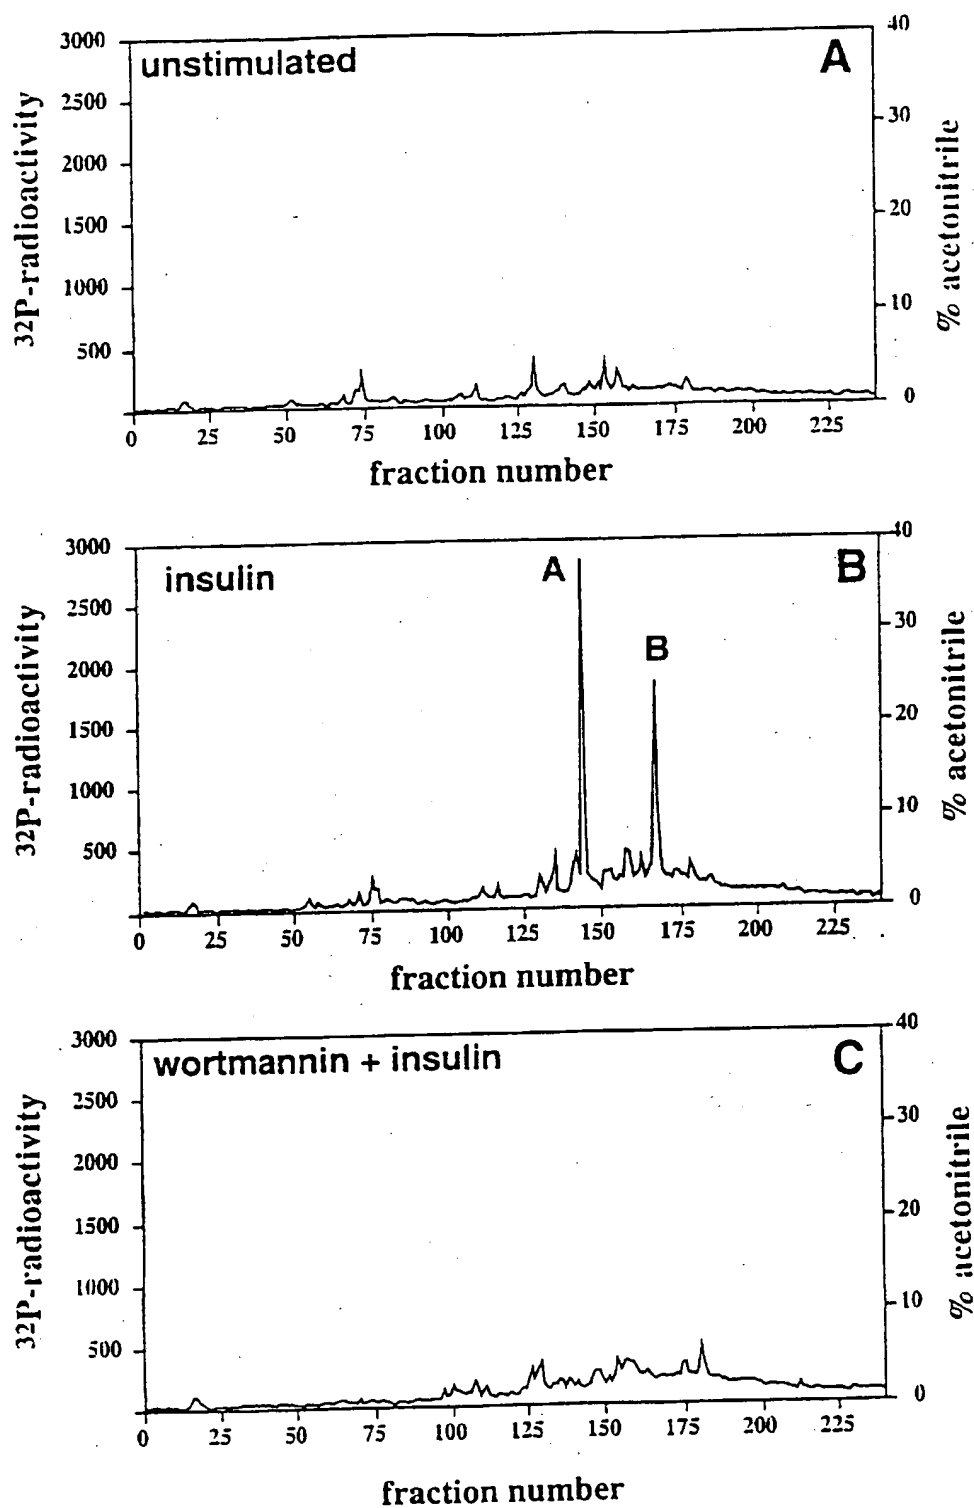 unstimulated
A
3000
2500
2000
1500
1000
500
32P-radioactivity
40
30
20
10
0
% acetonitrile
0 25 50 75 100 125 150 175 200 225
fraction number
insulin
A
B
B
3000
2500
2000
1500
1000
500
32P-radioactivity
40
30
20
10
0
% acetonitrile
0 25 50 75 100 125 150 175 200 225
fraction number
wortmannin + insulin
C
3000
2500
2000
1500
1000
500
32P-radioactivity
40
30
20
10
0
% acetonitrile
0 25 50 75 100 125 150 175 200 225
fraction number